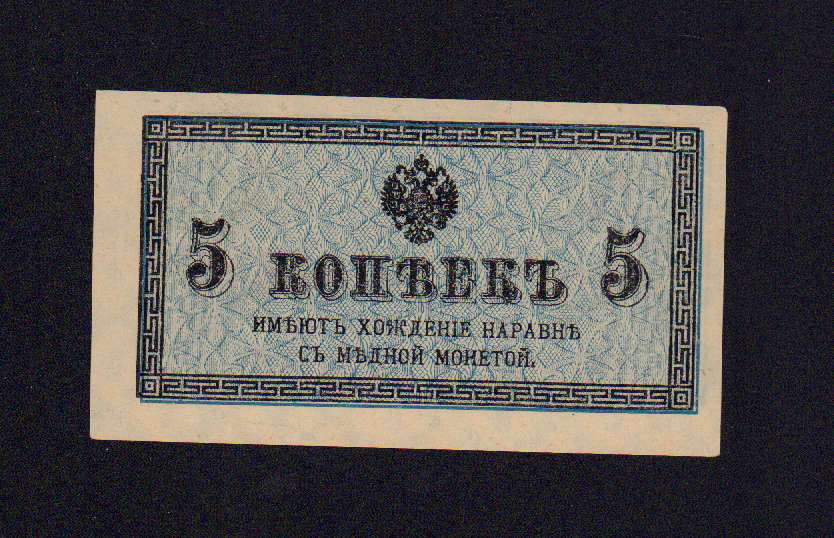 5 КОПѢЕКЪ 5
ИМѢЮТЪ ХОЖДЕНІЕ НАРАВНѢ
СЪ МѢДНОЙ МОНЕТОЙ.